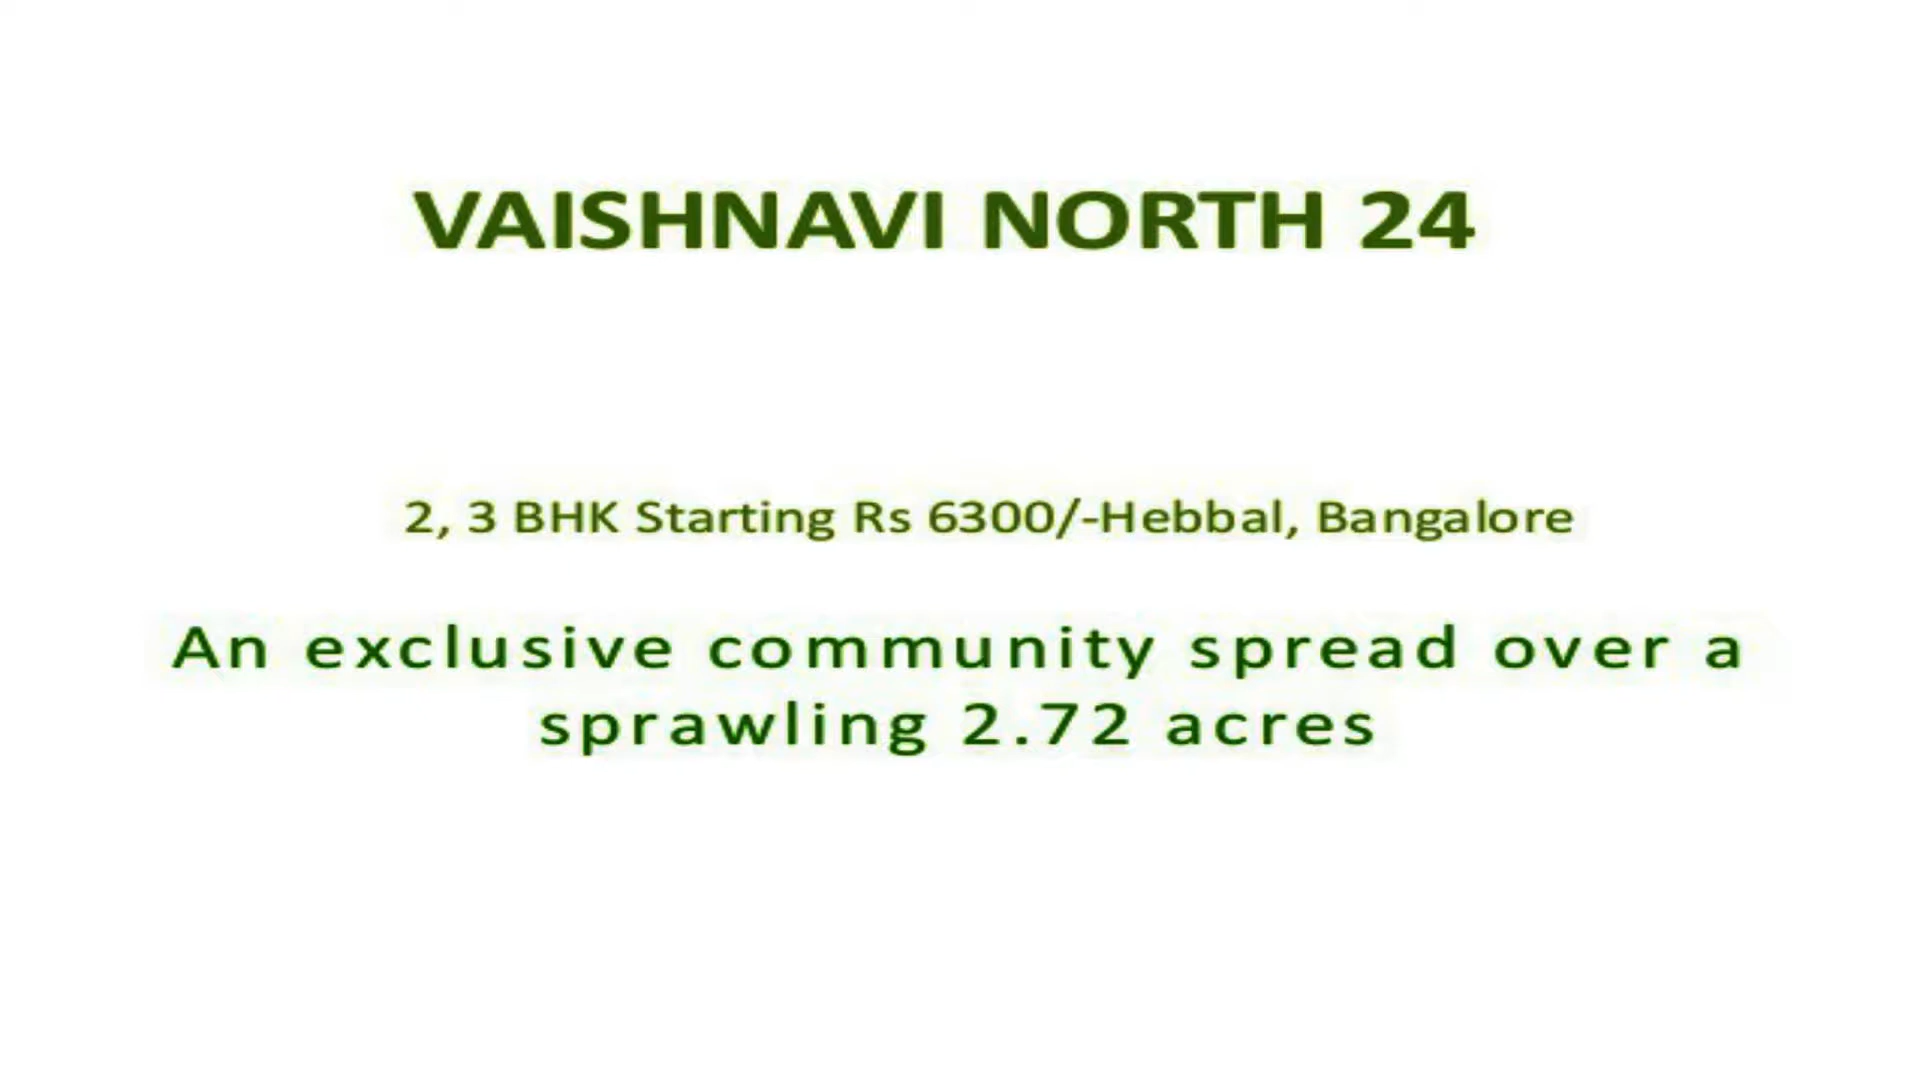 VAISHNAVI NORTH 24
2, 3 BHK Starting Rs 6300/-Hebbal, Bangalore
An exclusive community spread over a
sprawling 2.72 acres